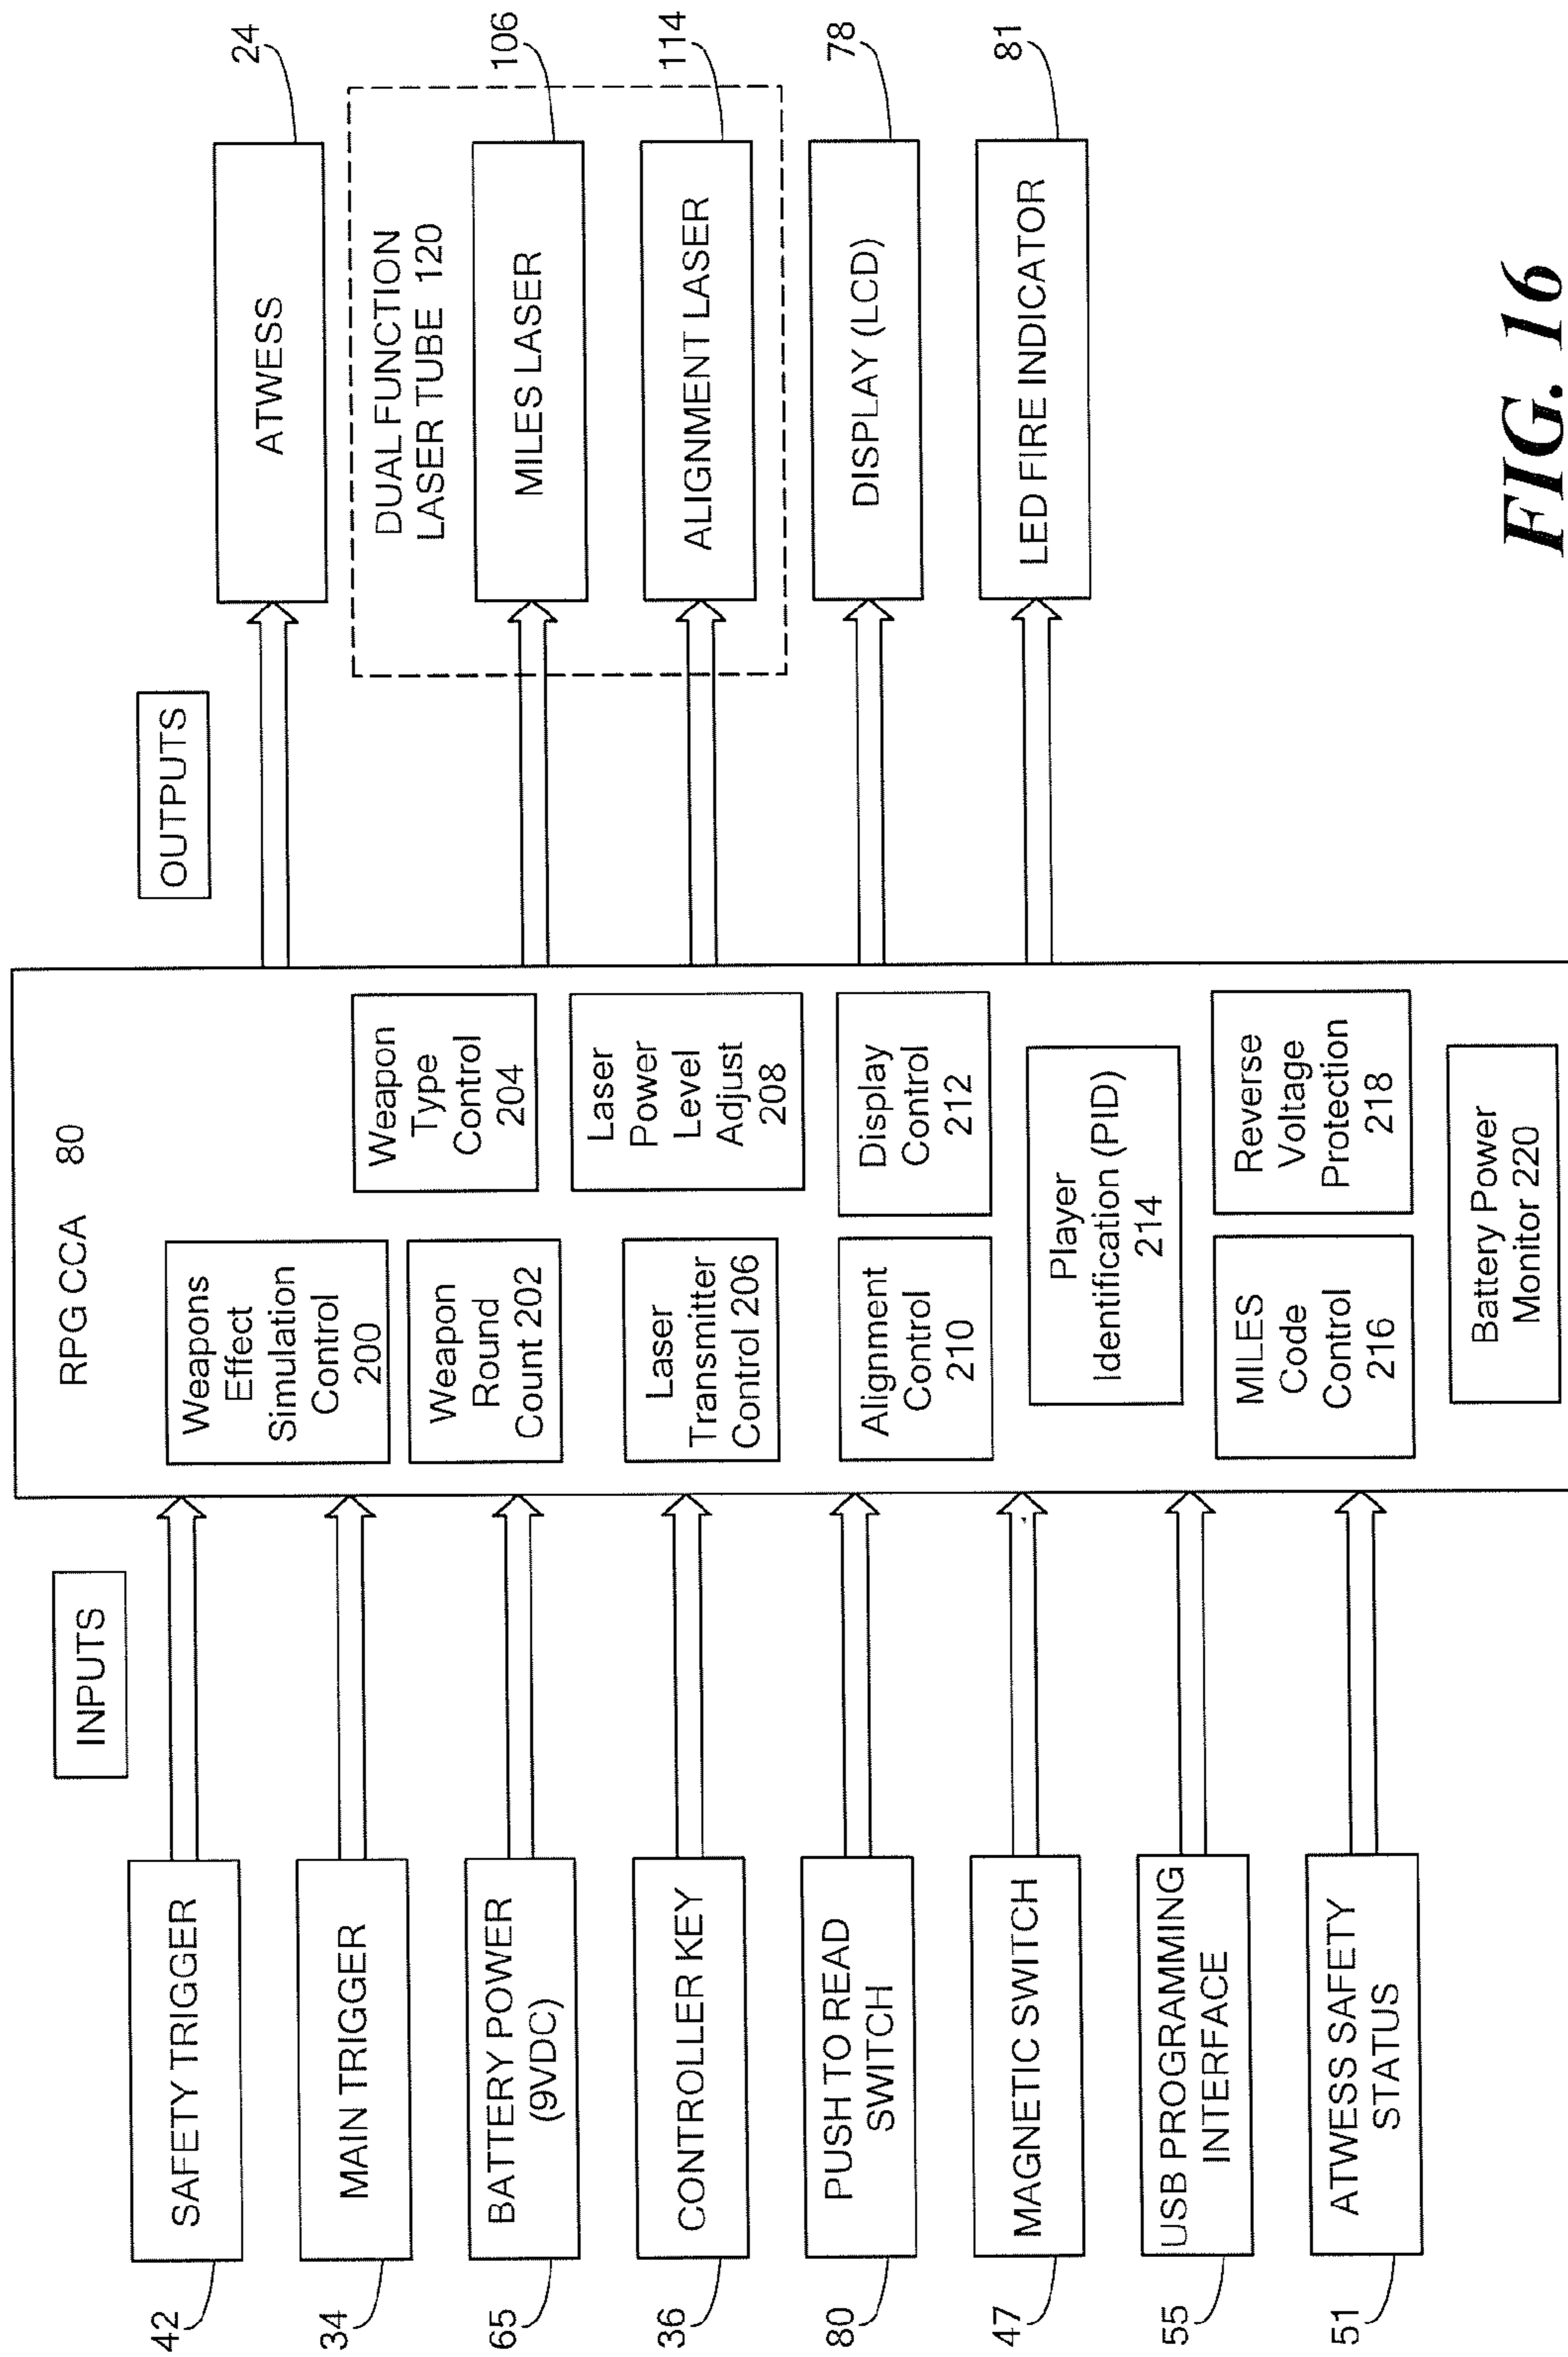 INPUTS
42
SAFETY TRIGGER
34
MAIN TRIGGER
65
BATTERY POWER
(9VDC)
36
CONTROLLER KEY
80
PUSH TO READ
SWITCH
47
MAGNETIC SWITCH
55
USB PROGRAMMING
INTERFACE
51
ATWESS SAFETY
STATUS
RPG CCA 80
Weapons
Effect
Simulation
Control
200
Weapon
Type
Control
204
Weapon
Round
Count 202
Laser
Power
Level
Adjust
208
Laser
Transmitter
Control 206
Alignment
Control
210
Display
Control
212
Player
Identification (PID)
214
MILES
Code
Control
216
Reverse
Voltage
Protection
218
Battery Power
Monitor 220
OUTPUTS
ATWESS
24
DUAL FUNCTION
LASER TUBE 120
MILES LASER
106
ALIGNMENT LASER
114
DISPLAY (LCD)
78
LED FIRE INDICATOR
81
FIG. 16